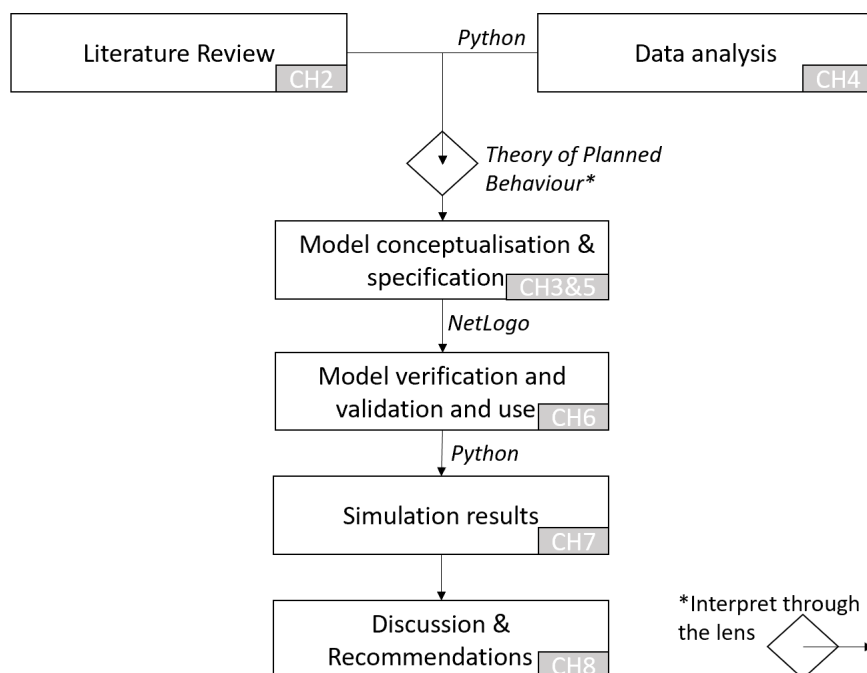 Literature Review
CH2
Python
Data analysis
CH4
Theory of Planned
Behaviour*
Model conceptualisation &
specification
CH3&5
NetLogo
Model verification and
validation and use
CH6
Python
Simulation results
CH7
Discussion &
Recommendations
CH8
*Interpret through
the lens